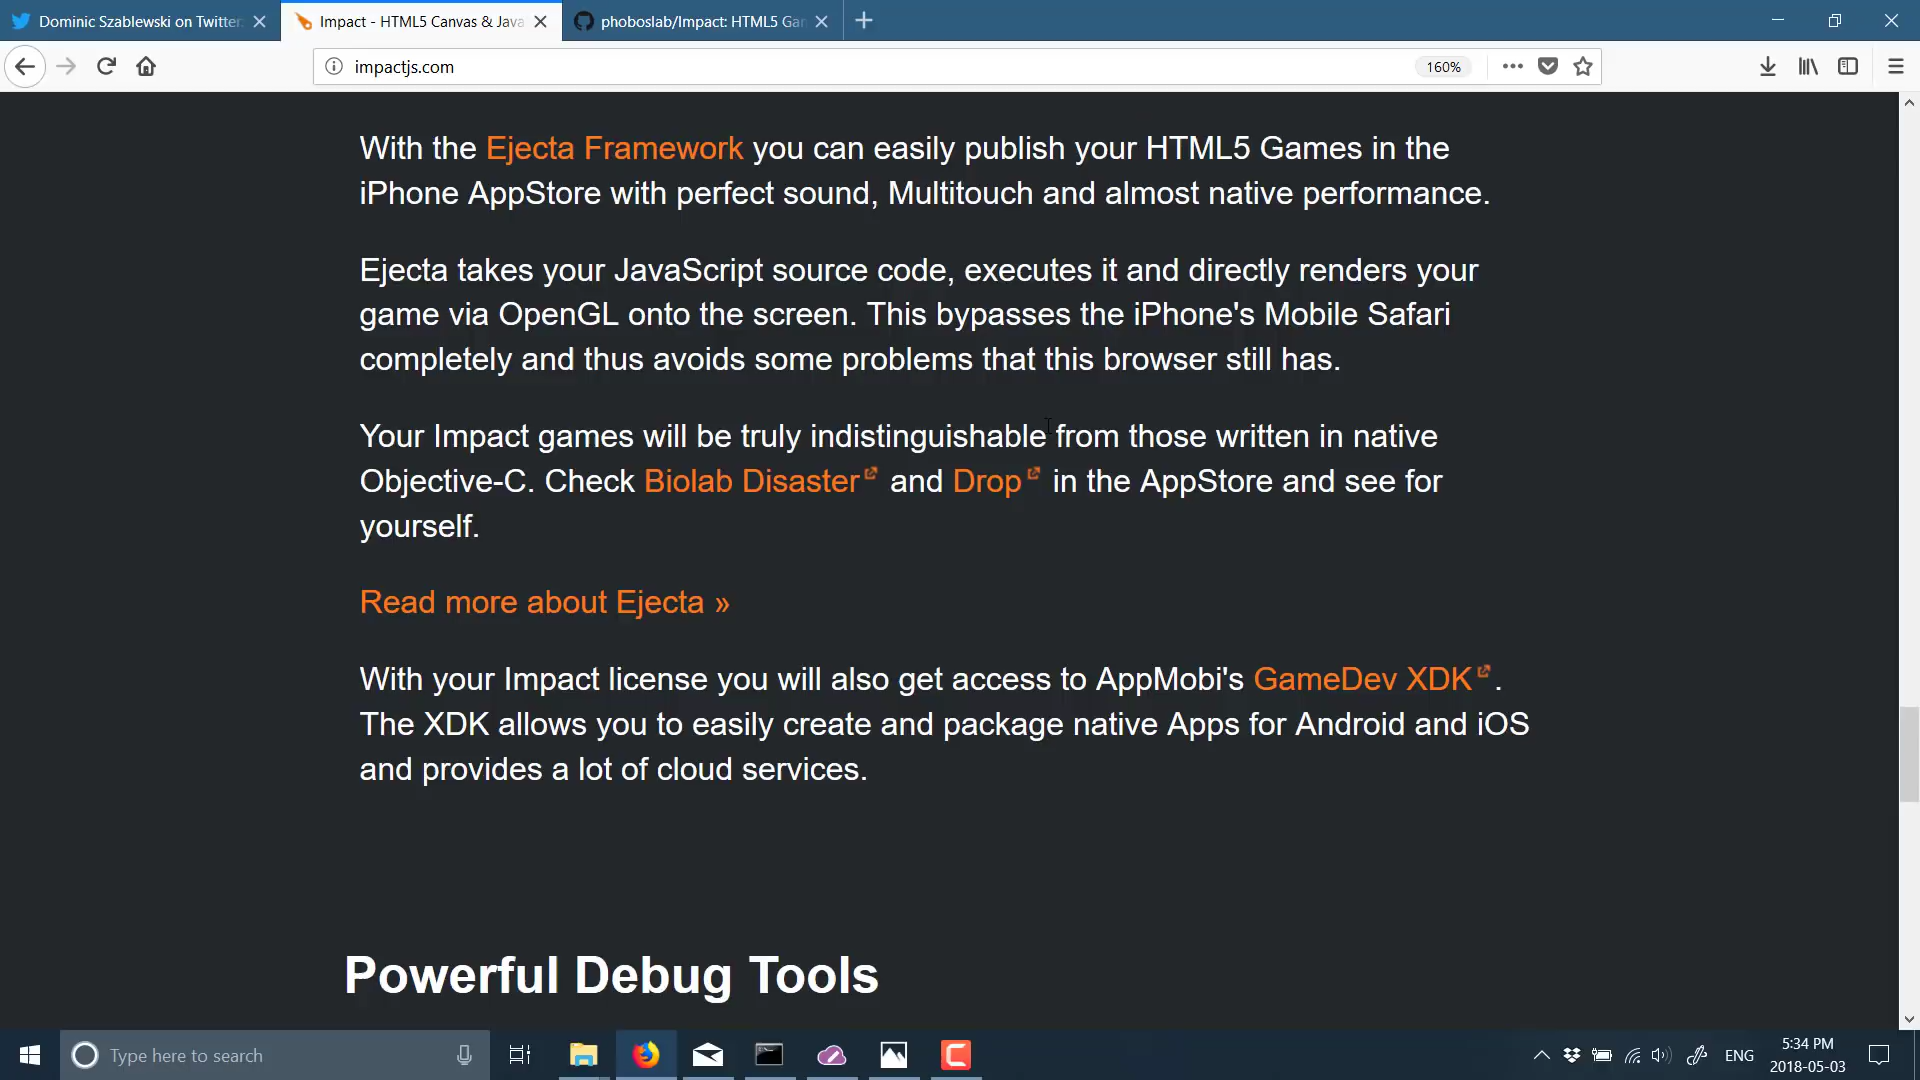 Dominic Szablewski on Twitter:
Impact - HTML5 Canvas & Java
phoboslab/Impact: HTML5 Gar
impactjs.com
160%
With the Ejecta Framework you can easily publish your HTML5 Games in the
iPhone AppStore with perfect sound, Multitouch and almost native performance.
Ejecta takes your JavaScript source code, executes it and directly renders your
game via OpenGL onto the screen. This bypasses the iPhone's Mobile Safari
completely and thus avoids some problems that this browser still has.
Your Impact games will be truly indistinguishable from those written in native
Objective-C. Check Biolab Disaster and Drop in the AppStore and see for
yourself.
Read more about Ejecta »
With your Impact license you will also get access to AppMobi's GameDev XDK.
The XDK allows you to easily create and package native Apps for Android and iOS
and provides a lot of cloud services.
Powerful Debug Tools
Type here to search
ENG
5:34 PM
2018-05-03